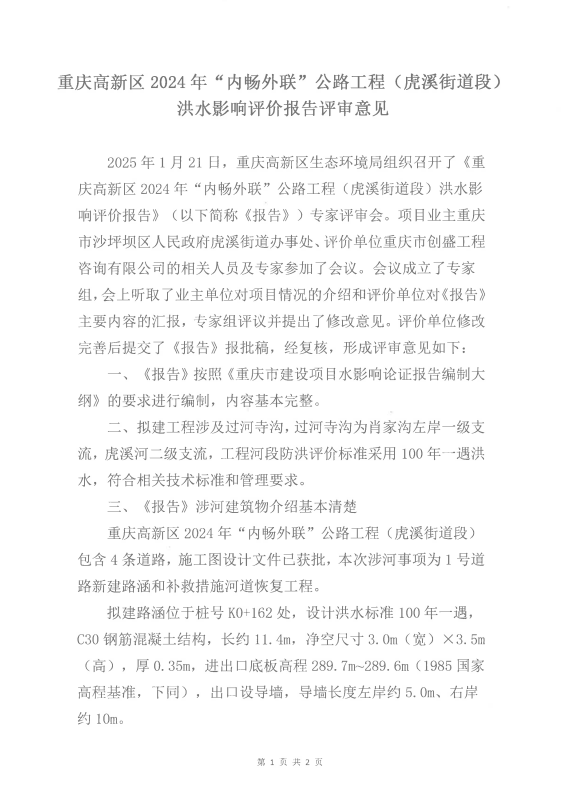 重庆高新区 2024 年“内畅外联”公路工程（虎溪街道段）
洪水影响评价报告评审意见
2025 年 1 月 21 日，重庆高新区生态环境局组织召开了《重
庆高新区 2024 年“内畅外联”公路工程（虎溪街道段）洪水影
响评价报告》（以下简称《报告》）专家评审会。项目业主重庆
市沙坪坝区人民政府虎溪街道办事处、评价单位重庆市创盛工程
咨询有限公司的相关人员及专家参加了会议。会议成立了专家
组，会上听取了业主单位对项目情况的介绍和评价单位对《报告》
主要内容的汇报，专家组评议并提出了修改意见。评价单位修改
完善后提交了《报告》报批稿，经复核，形成评审意见如下：
一、《报告》按照《重庆市建设项目水影响论证报告编制大
纲》的要求进行编制，内容基本完整。
二、拟建工程涉及过河寺沟，过河寺沟为肖家沟左岸一级支
流，虎溪河二级支流，工程河段防洪评价标准采用 100 年一遇洪
水，符合相关技术标准和管理要求。
三、《报告》涉河建筑物介绍基本清楚
重庆高新区 2024 年“内畅外联”公路工程（虎溪街道段）
包含 4 条道路，施工图设计文件已获批，本次涉河事项为 1 号道
路新建路涵和补救措施河道恢复工程。
拟建路涵位于桩号 K0+162 处，设计洪水标准 100 年一遇，
C30 钢筋混凝土结构，长约 11.4m，净空尺寸 3.0m（宽）×3.5m
（高），厚 0.35m，进出口底板高程 289.7m~289.6m（1985 国家
高程基准，下同），出口设导墙，导墙长度左岸约 5.0m、右岸
约 10m。
第 1 页 共 2 页